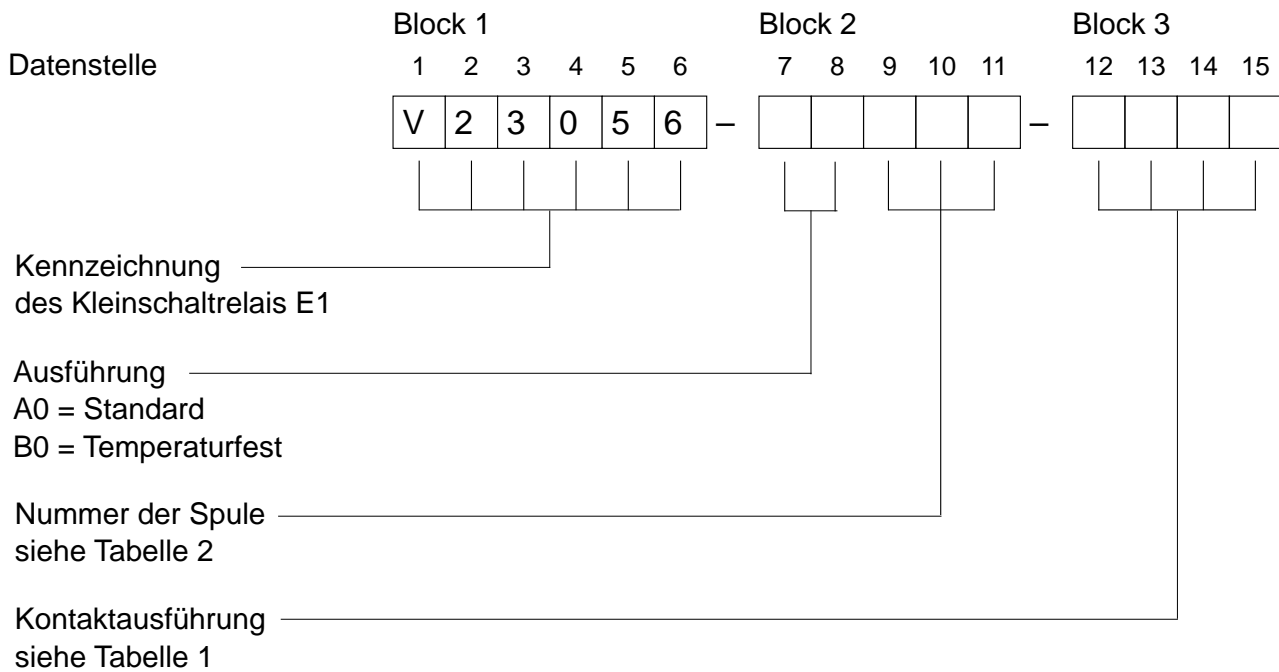 Block 1 Block 2 Block 3
Datenstelle 1 2 3 4 5 6 7 8 9 10 11 12 13 14 15
V 2 3 0 5 6 – –
Kennzeichnung
des Kleinschaltrelais E1
Ausführung
A0 = Standard
B0 = Temperaturfest
Nummer der Spule
siehe Tabelle 2
Kontaktausführung
siehe Tabelle 1